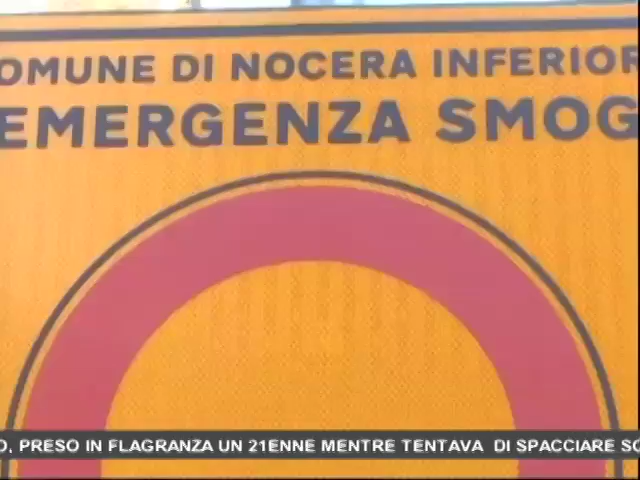 OMUNE DI NOCERA INFERIOR
EMERGENZA SMOG
O, PRESO IN FLAGRANZA UN 21ENNE MENTRE TENTAVA DI SPACCIARE SO